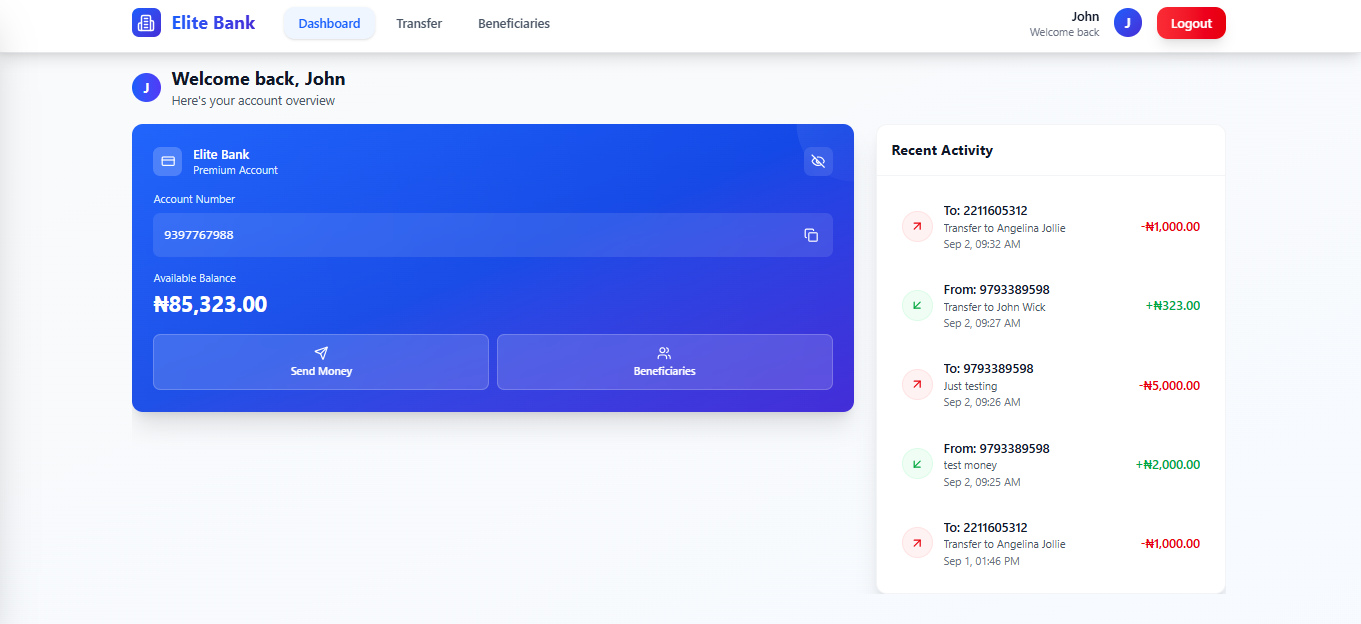 Elite Bank
Dashboard
Transfer
Beneficiaries
John
Welcome back
J
Logout
J
Welcome back, John
Here's your account overview
Elite Bank
Premium Account
Account Number
9397767988
Available Balance
₦85,323.00
Send Money
Beneficiaries
Recent Activity
To: 2211605312
Transfer to Angelina Jollie
Sep 2, 09:32 AM
-₦1,000.00
From: 9793389598
Transfer to John Wick
Sep 2, 09:27 AM
+₦323.00
To: 9793389598
Just testing
Sep 2, 09:26 AM
-₦5,000.00
From: 9793389598
test money
Sep 2, 09:25 AM
+₦2,000.00
To: 2211605312
Transfer to Angelina Jollie
Sep 1, 01:46 PM
-₦1,000.00